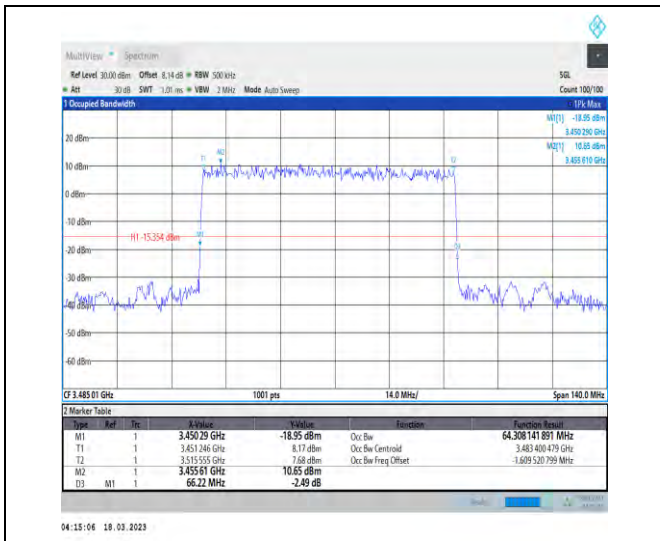 MultiView Spectrum
Ref Level 30.00 dBm Offset 8.14 dB RBW 500 kHz SGL
Att 30 dB SWT 1.01 ms VBW 2 MHz Mode Auto Sweep Count 100/100
1 Occupied Bandwidth 1Pk Max
M1[1] -18.95 dBm
3.450 290 GHz
M2[1] 10.65 dBm
3.455 610 GHz
20 dBm
T1 M2 T2
10 dBm
0 dBm
-10 dBm
H1 -15.354 dBm M1
D3
-20 dBm
-30 dBm
-40 dBm
-50 dBm
-60 dBm
CF 3.485 01 GHz 1001 pts 14.0 MHz/ Span 140.0 MHz
2 Marker Table
Type Ref Trc X-Value Y-Value Function Function Result
M1 1 3.450 29 GHz -18.95 dBm Occ Bw 64.308 141 891 MHz
T1 1 3.451 246 GHz 8.17 dBm Occ Bw Centroid 3.483 400 479 GHz
T2 1 3.515 555 GHz 7.68 dBm Occ Bw Freq Offset -1.609 520 799 MHz
M2 1 3.455 61 GHz 10.65 dBm
D3 M1 1 66.22 MHz -2.49 dB
04:15:06 18.03.2023